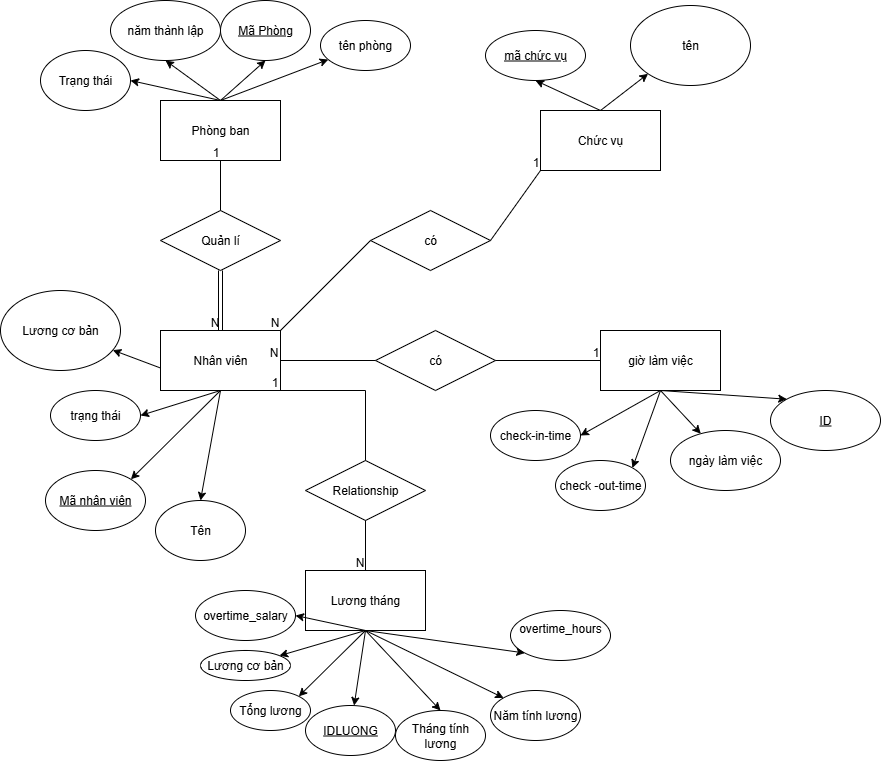 năm thành lập
Mã Phòng
tên phòng
Trạng thái
mã chức vụ
tên
Phòng ban
1
Chức vụ
1
Quản lí
có
N
N
Lương cơ bản
Nhân viên
N
1
có
1
giờ làm việc
trạng thái
Mã nhân viên
Tên
check-in-time
check -out-time
ngày làm việc
ID
Relationship
N
Lương tháng
overtime_salary
overtime_hours
Lương cơ bản
Tổng lương
IDLUONG
Tháng tính
lương
Năm tính lương